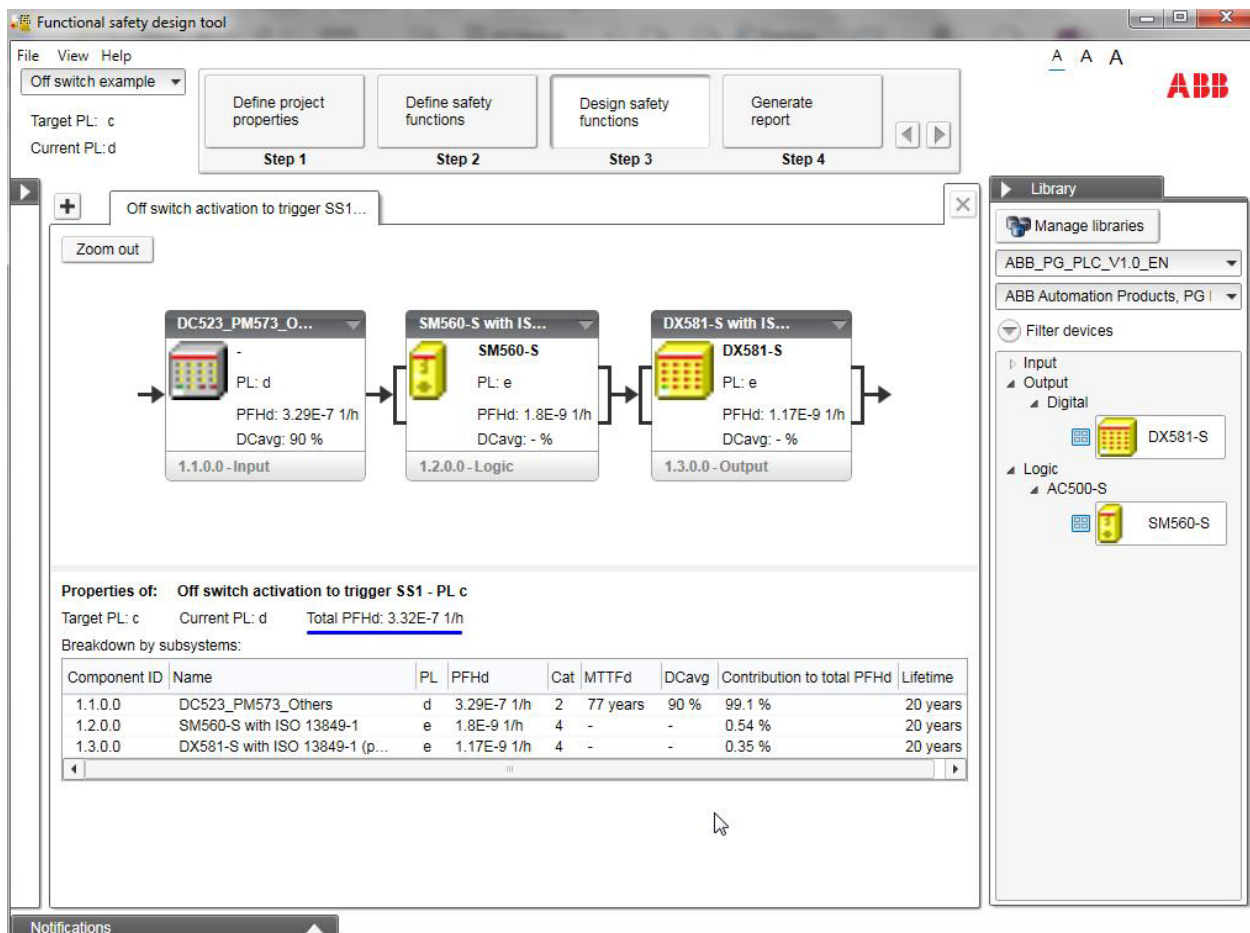 Functional safety design tool
File View Help
A A A
Off switch example
Target PL: c
Current PL: d
Define project properties
Step 1
Define safety functions
Step 2
Design safety functions
Step 3
Generate report
Step 4
ABB
Off switch activation to trigger SS1...
Zoom out
DC523_PM573_O...
-
PL: d
PFHd: 3.29E-7 1/h
DCavg: 90 %
1.1.0.0 - Input
SM560-S with IS...
SM560-S
PL: e
PFHd: 1.8E-9 1/h
DCavg: - %
1.2.0.0 - Logic
DX581-S with IS...
DX581-S
PL: e
PFHd: 1.17E-9 1/h
DCavg: - %
1.3.0.0 - Output
Properties of: Off switch activation to trigger SS1 - PL c
Target PL: c Current PL: d Total PFHd: 3.32E-7 1/h
Breakdown by subsystems:
Component ID Name PL PFHd Cat MTTFd DCavg Contribution to total PFHd Lifetime
1.1.0.0 DC523_PM573_Others d 3.29E-7 1/h 2 77 years 90 % 99.1 % 20 years
1.2.0.0 SM560-S with ISO 13849-1 e 1.8E-9 1/h 4 - - 0.54 % 20 years
1.3.0.0 DX581-S with ISO 13849-1 (p... e 1.17E-9 1/h 4 - - 0.35 % 20 years
Library
Manage libraries
ABB_PG_PLC_V1.0_EN
ABB Automation Products, PG
Filter devices
Input
Output
Digital
DX581-S
Logic
AC500-S
SM560-S
Notifications